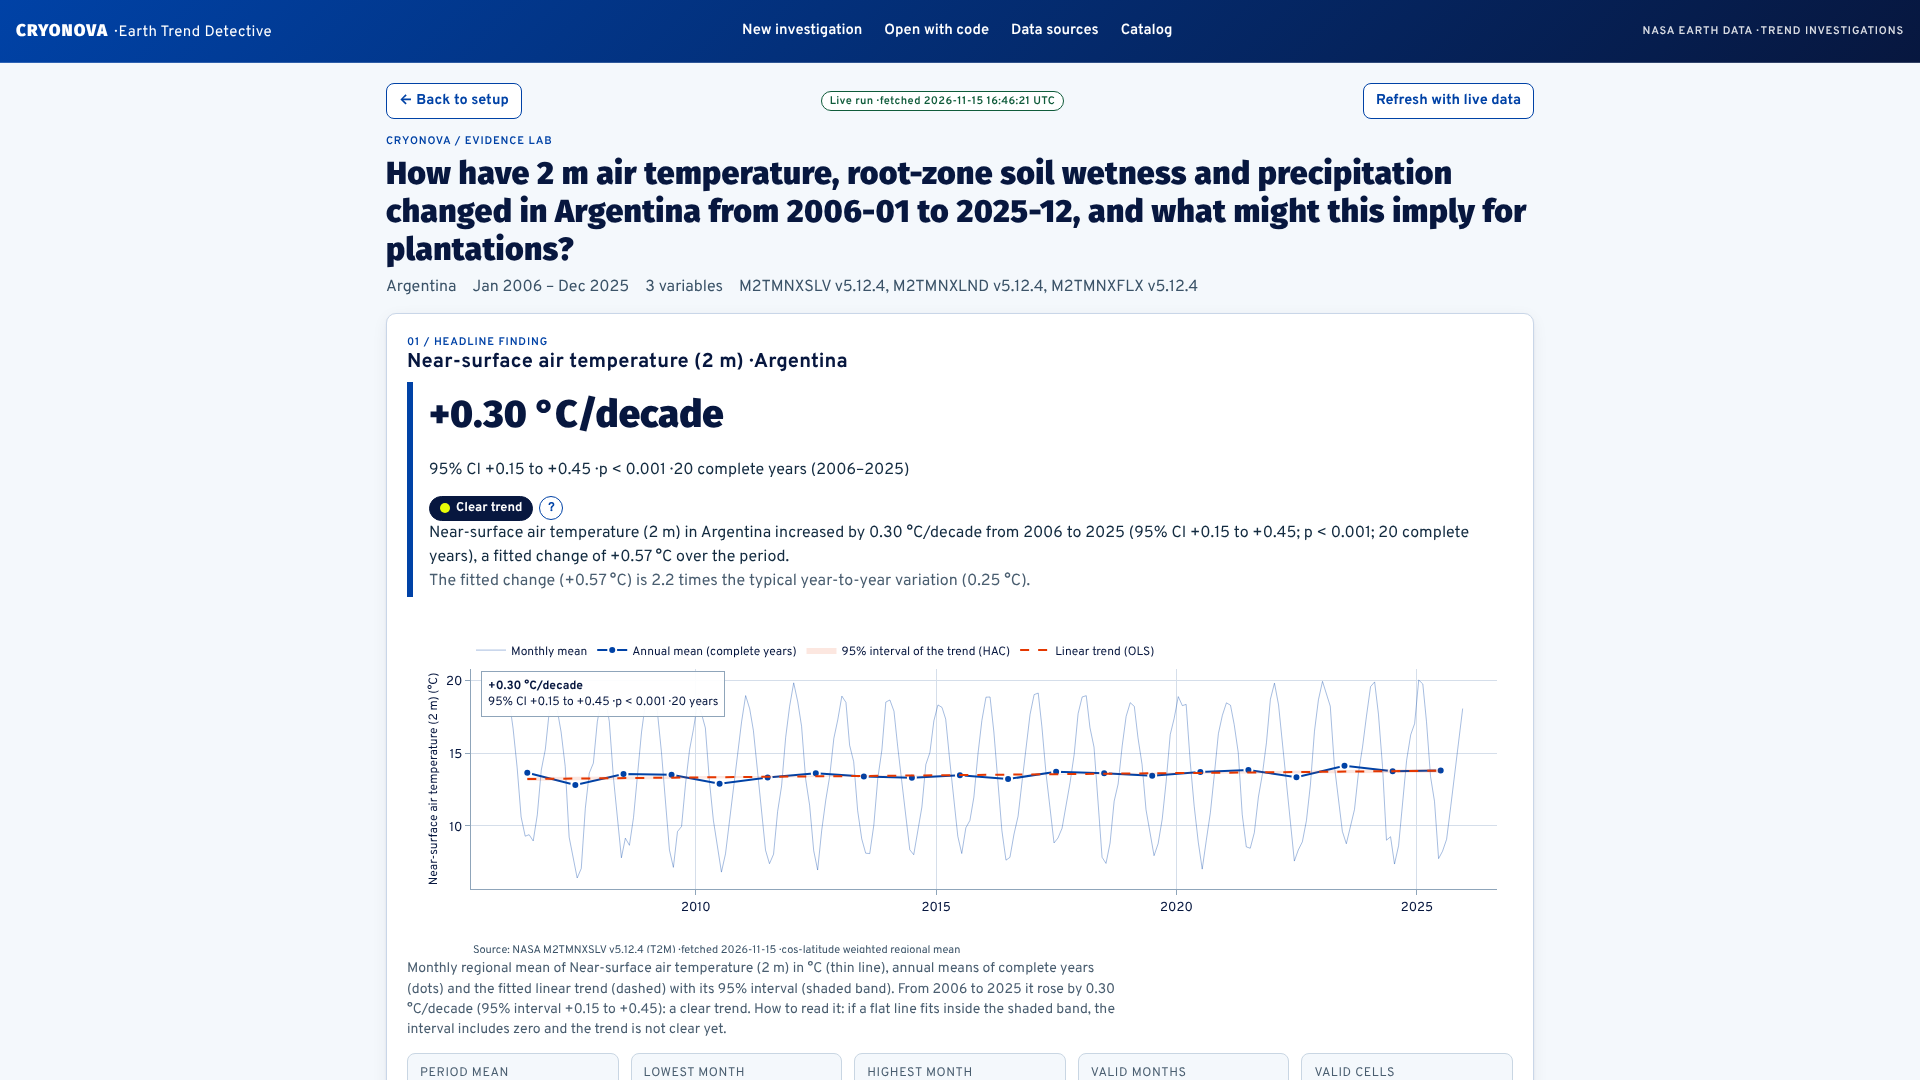 CRYONOVA · Earth Trend Detective
New investigation
Open with code
Data sources
Catalog
NASA EARTH DATA · TREND INVESTIGATIONS
← Back to setup
Live run · fetched 2026-11-15 16:46:21 UTC
Refresh with live data
CRYONOVA / EVIDENCE LAB
How have 2 m air temperature, root-zone soil wetness and precipitation
changed in Argentina from 2006-01 to 2025-12, and what might this imply for
plantations?
Argentina Jan 2006 – Dec 2025 3 variables M2TMNXSLV v5.12.4, M2TMNXLND v5.12.4, M2TMNXFLX v5.12.4
01 / HEADLINE FINDING
Near-surface air temperature (2 m) · Argentina
+0.30 °C/decade
95% CI +0.15 to +0.45 · p < 0.001 · 20 complete years (2006–2025)
Clear trend ?
Near-surface air temperature (2 m) in Argentina increased by 0.30 °C/decade from 2006 to 2025 (95% CI +0.15 to +0.45; p < 0.001; 20 complete
years), a fitted change of +0.57 °C over the period.
The fitted change (+0.57 °C) is 2.2 times the typical year-to-year variation (0.25 °C).
Monthly mean
Annual mean (complete years)
95% interval of the trend (HAC)
Linear trend (OLS)
Near-surface air temperature (2 m) (°C)
20
15
10
+0.30 °C/decade
95% CI +0.15 to +0.45 · p < 0.001 · 20 years
2010
2015
2020
2025
Source: NASA M2TMNXSLV v5.12.4 (T2M) · fetched 2026-11-15 · cos-latitude weighted regional mean
Monthly regional mean of Near-surface air temperature (2 m) in °C (thin line), annual means of complete years
(dots) and the fitted linear trend (dashed) with its 95% interval (shaded band). From 2006 to 2025 it rose by 0.30
°C/decade (95% interval +0.15 to +0.45): a clear trend. How to read it: if a flat line fits inside the shaded band, the
interval includes zero and the trend is not clear yet.
PERIOD MEAN
LOWEST MONTH
HIGHEST MONTH
VALID MONTHS
VALID CELLS